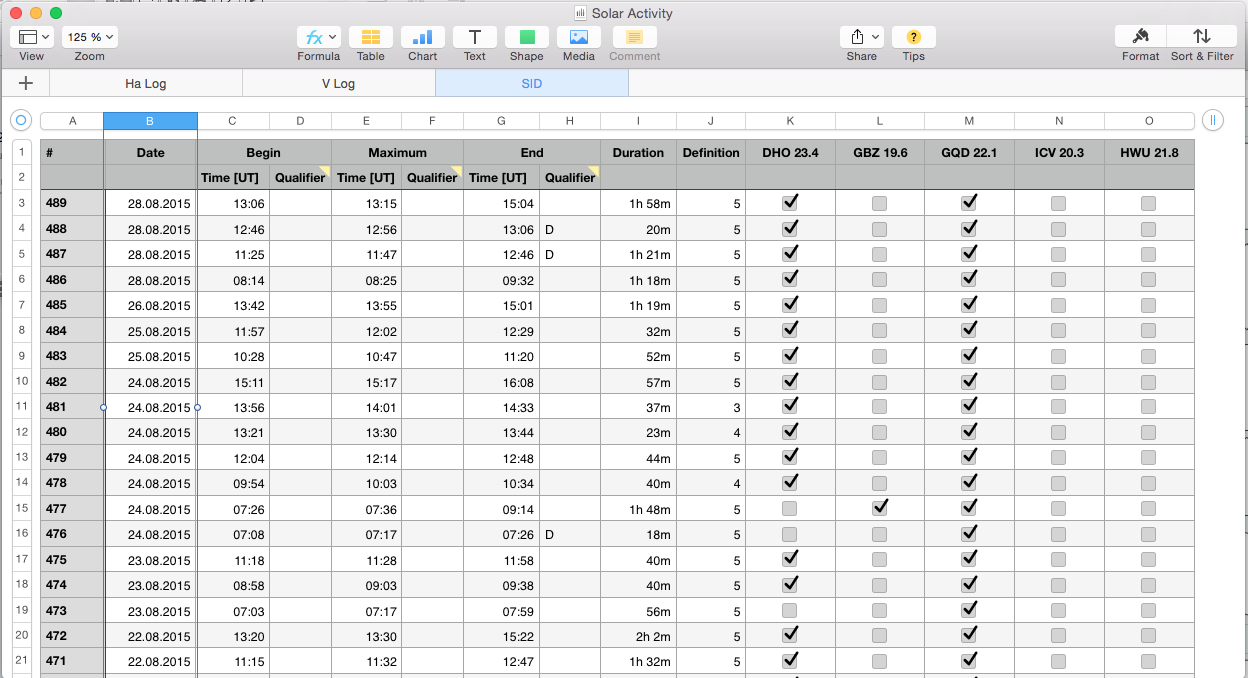 Solar Activity
125 %
View Zoom Formula Table Chart Text Shape Media Comment Share Tips Format Sort & Filter
Ha Log V Log SID
A B C D E F G H I J K L M N O
1 # Date Begin Maximum End Duration Definition DHO 23.4 GBZ 19.6 GQD 22.1 ICV 20.3 HWU 21.8
2 Time [UT] Qualifier Time [UT] Qualifier Time [UT] Qualifier
3 489 28.08.2015 13:06 13:15 15:04 1h 58m 5
4 488 28.08.2015 12:46 12:56 13:06 D 20m 5
5 487 28.08.2015 11:25 11:47 12:46 D 1h 21m 5
6 486 28.08.2015 08:14 08:25 09:32 1h 18m 5
7 485 26.08.2015 13:42 13:55 15:01 1h 19m 5
8 484 25.08.2015 11:57 12:02 12:29 32m 5
9 483 25.08.2015 10:28 10:47 11:20 52m 5
10 482 24.08.2015 15:11 15:17 16:08 57m 5
11 481 24.08.2015 13:56 14:01 14:33 37m 3
12 480 24.08.2015 13:21 13:30 13:44 23m 4
13 479 24.08.2015 12:04 12:14 12:48 44m 5
14 478 24.08.2015 09:54 10:03 10:34 40m 4
15 477 24.08.2015 07:26 07:36 09:14 1h 48m 5
16 476 24.08.2015 07:08 07:17 07:26 D 18m 5
17 475 23.08.2015 11:18 11:28 11:58 40m 5
18 474 23.08.2015 08:58 09:03 09:38 40m 5
19 473 23.08.2015 07:03 07:17 07:59 56m 5
20 472 22.08.2015 13:20 13:30 15:22 2h 2m 5
21 471 22.08.2015 11:15 11:32 12:47 1h 32m 5